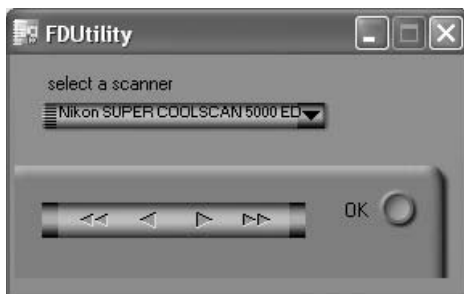 FDUtility
select a scanner
Nikon SUPER COOLSCAN 5000 ED
OK